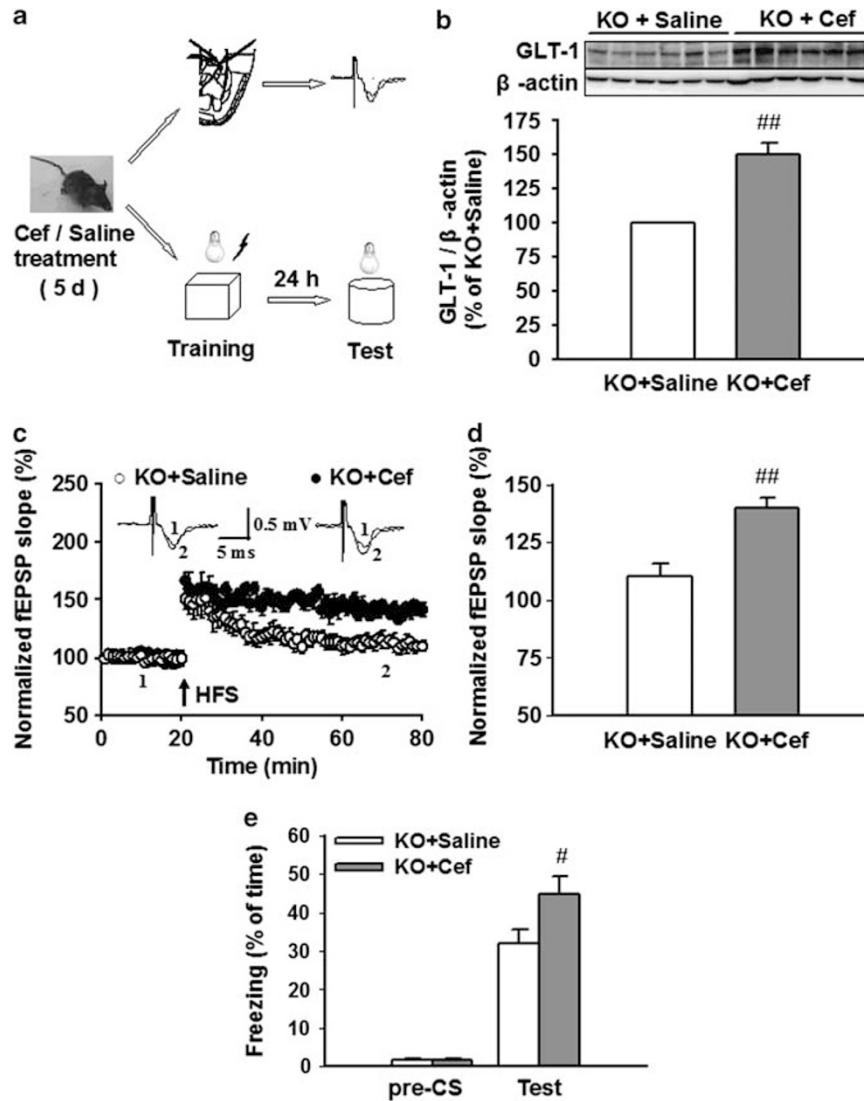 a
Cef / Saline
treatment
( 5 d )
Training
24 h
Test
b
KO + Saline
KO + Cef
GLT-1
β -actin
GLT-1 / β -actin
(% of KO+Saline)
175
150
125
100
75
50
25
0
##
KO+Saline
KO+Cef
c
Normalized fEPSP slope (%)
250
200
150
100
50
KO+Saline
KO+Cef
1
2
0.5 mV
5 ms
1
2
1
2
HFS
0
20
40
60
80
Time (min)
d
Normalized fEPSP slope (%)
150
125
100
75
50
##
KO+Saline
KO+Cef
e
Freezing (% of time)
60
50
40
30
20
10
0
KO+Saline
KO+Cef
#
pre-CS
Test